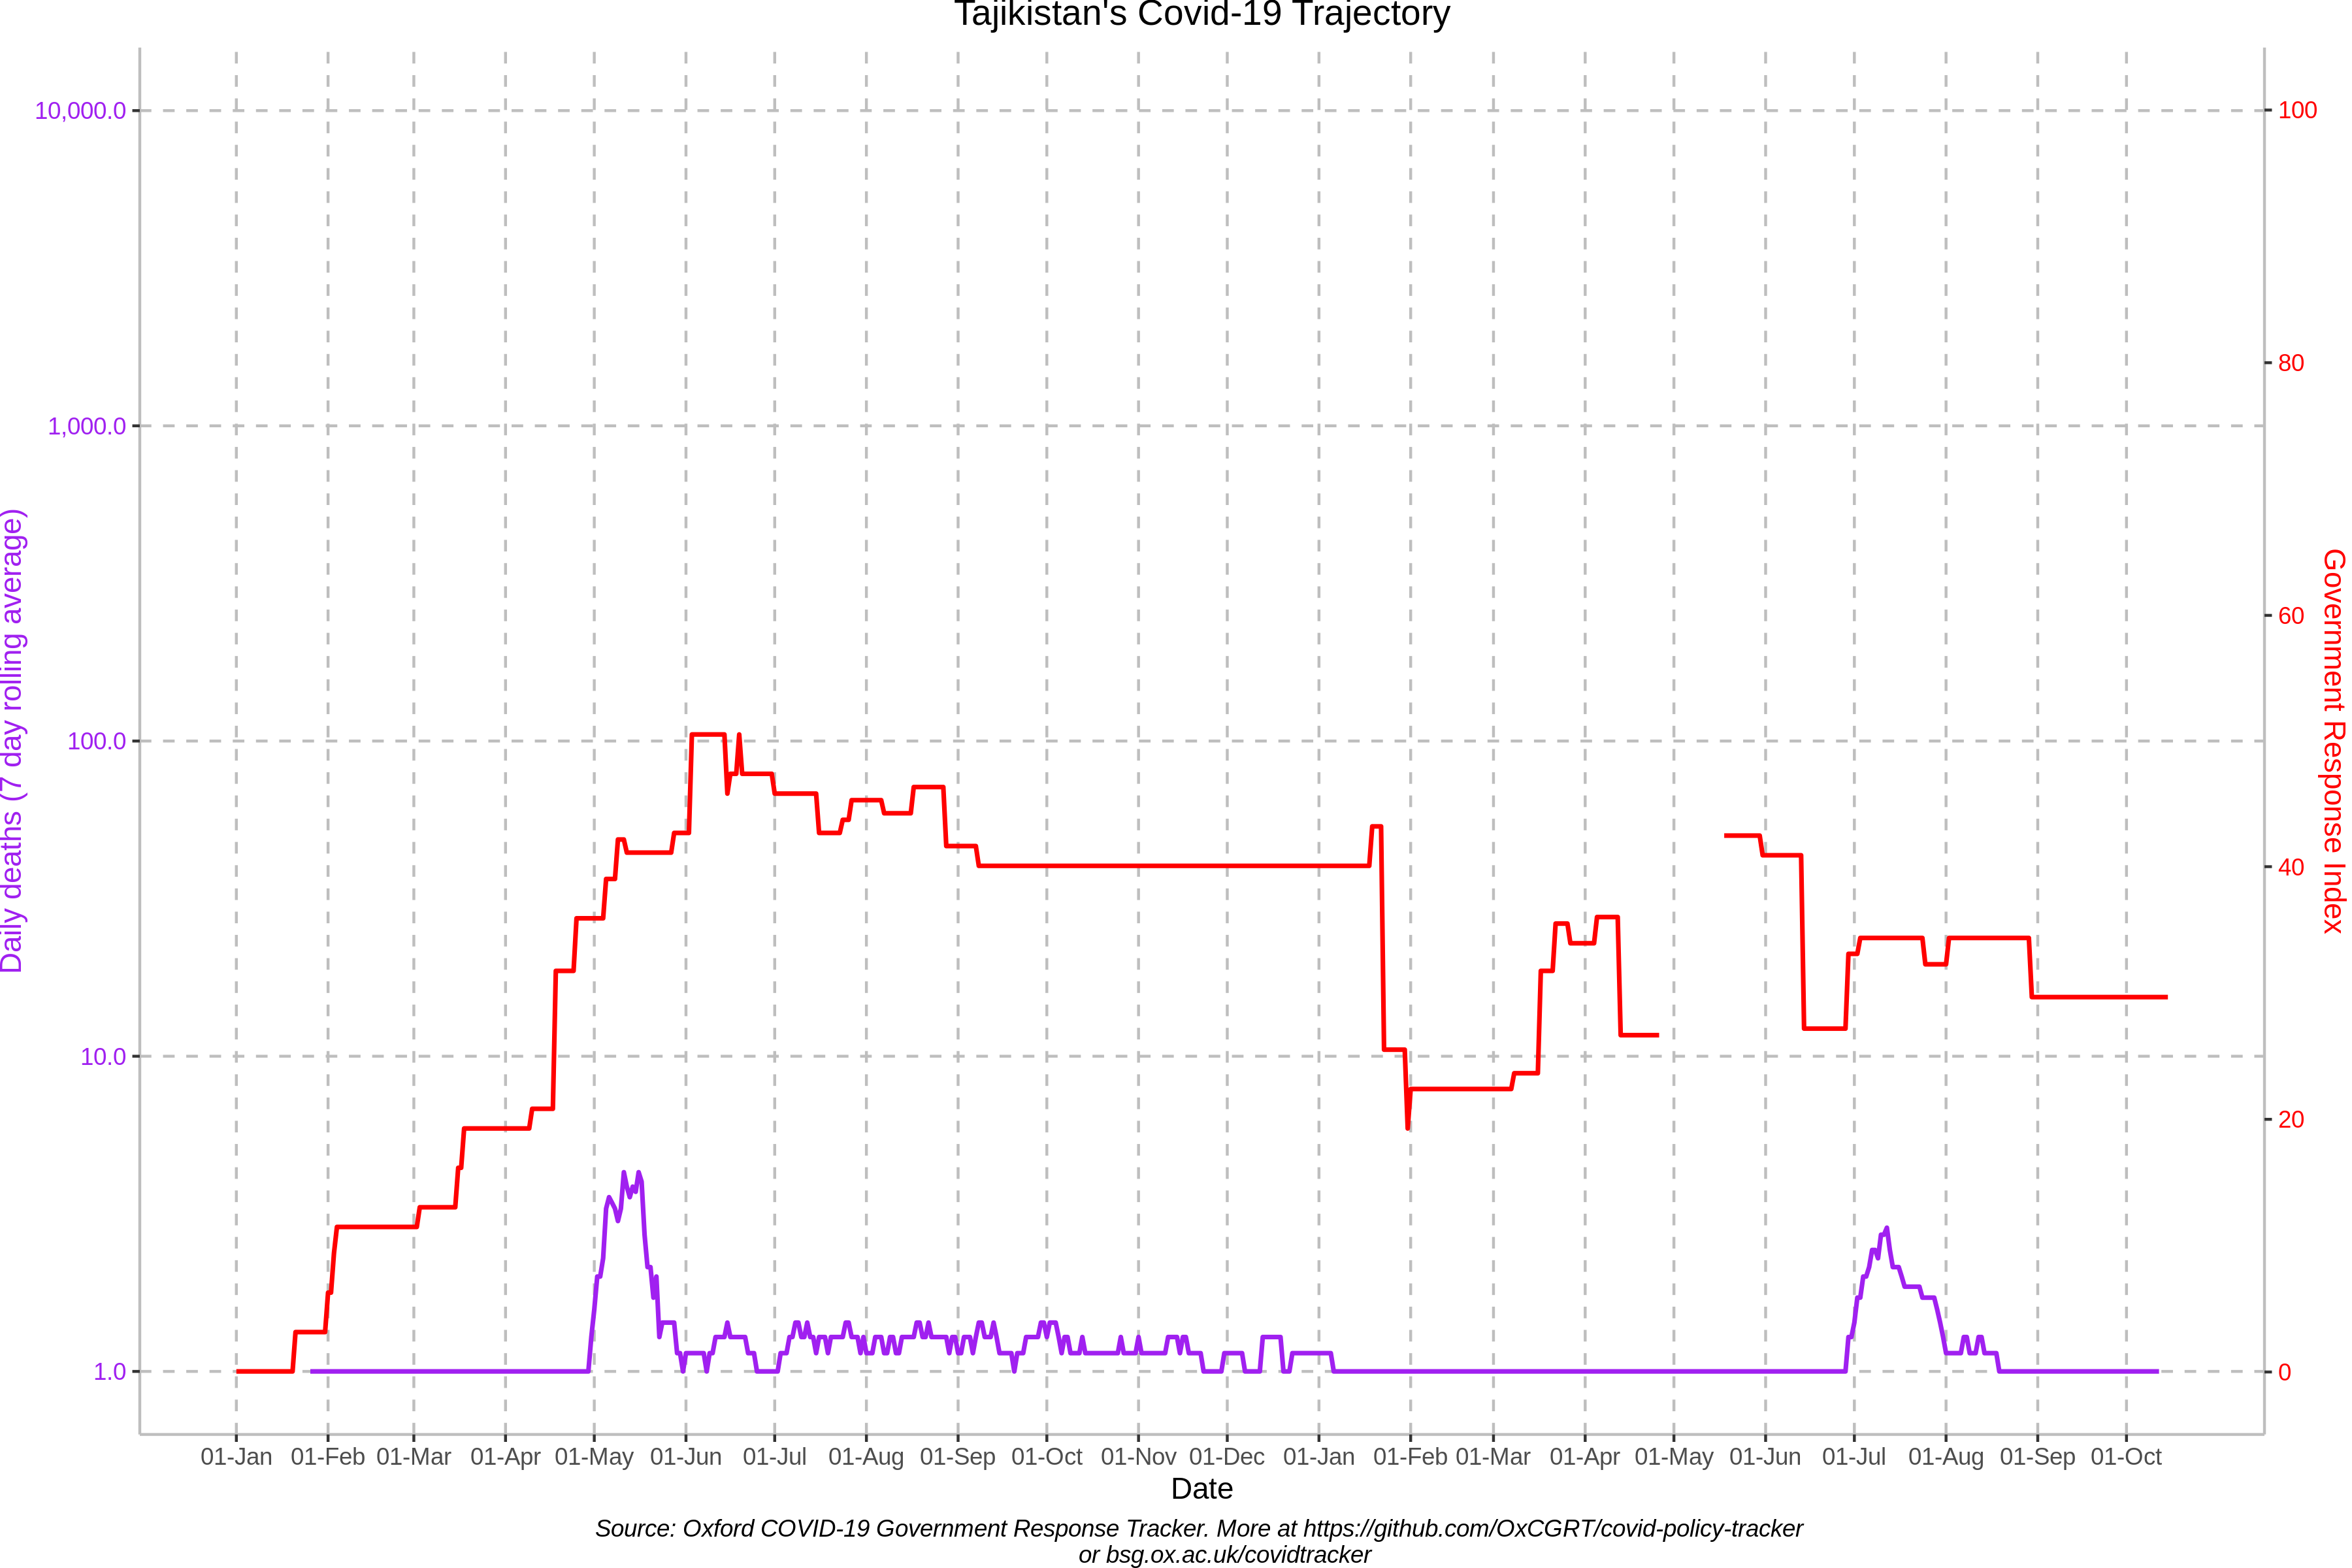 Tajikistan's Covid-19 Trajectory
10,000.0
1,000.0
100.0
10.0
1.0
Daily deaths (7 day rolling average)
100
80
60
40
20
0
Government Response Index
01-Jan 01-Feb 01-Mar 01-Apr 01-May 01-Jun 01-Jul 01-Aug 01-Sep 01-Oct 01-Nov 01-Dec 01-Jan 01-Feb 01-Mar 01-Apr 01-May 01-Jun 01-Jul 01-Aug 01-Sep 01-Oct
Date
Source: Oxford COVID-19 Government Response Tracker. More at https://github.com/OxCGRT/covid-policy-tracker
or bsg.ox.ac.uk/covidtracker